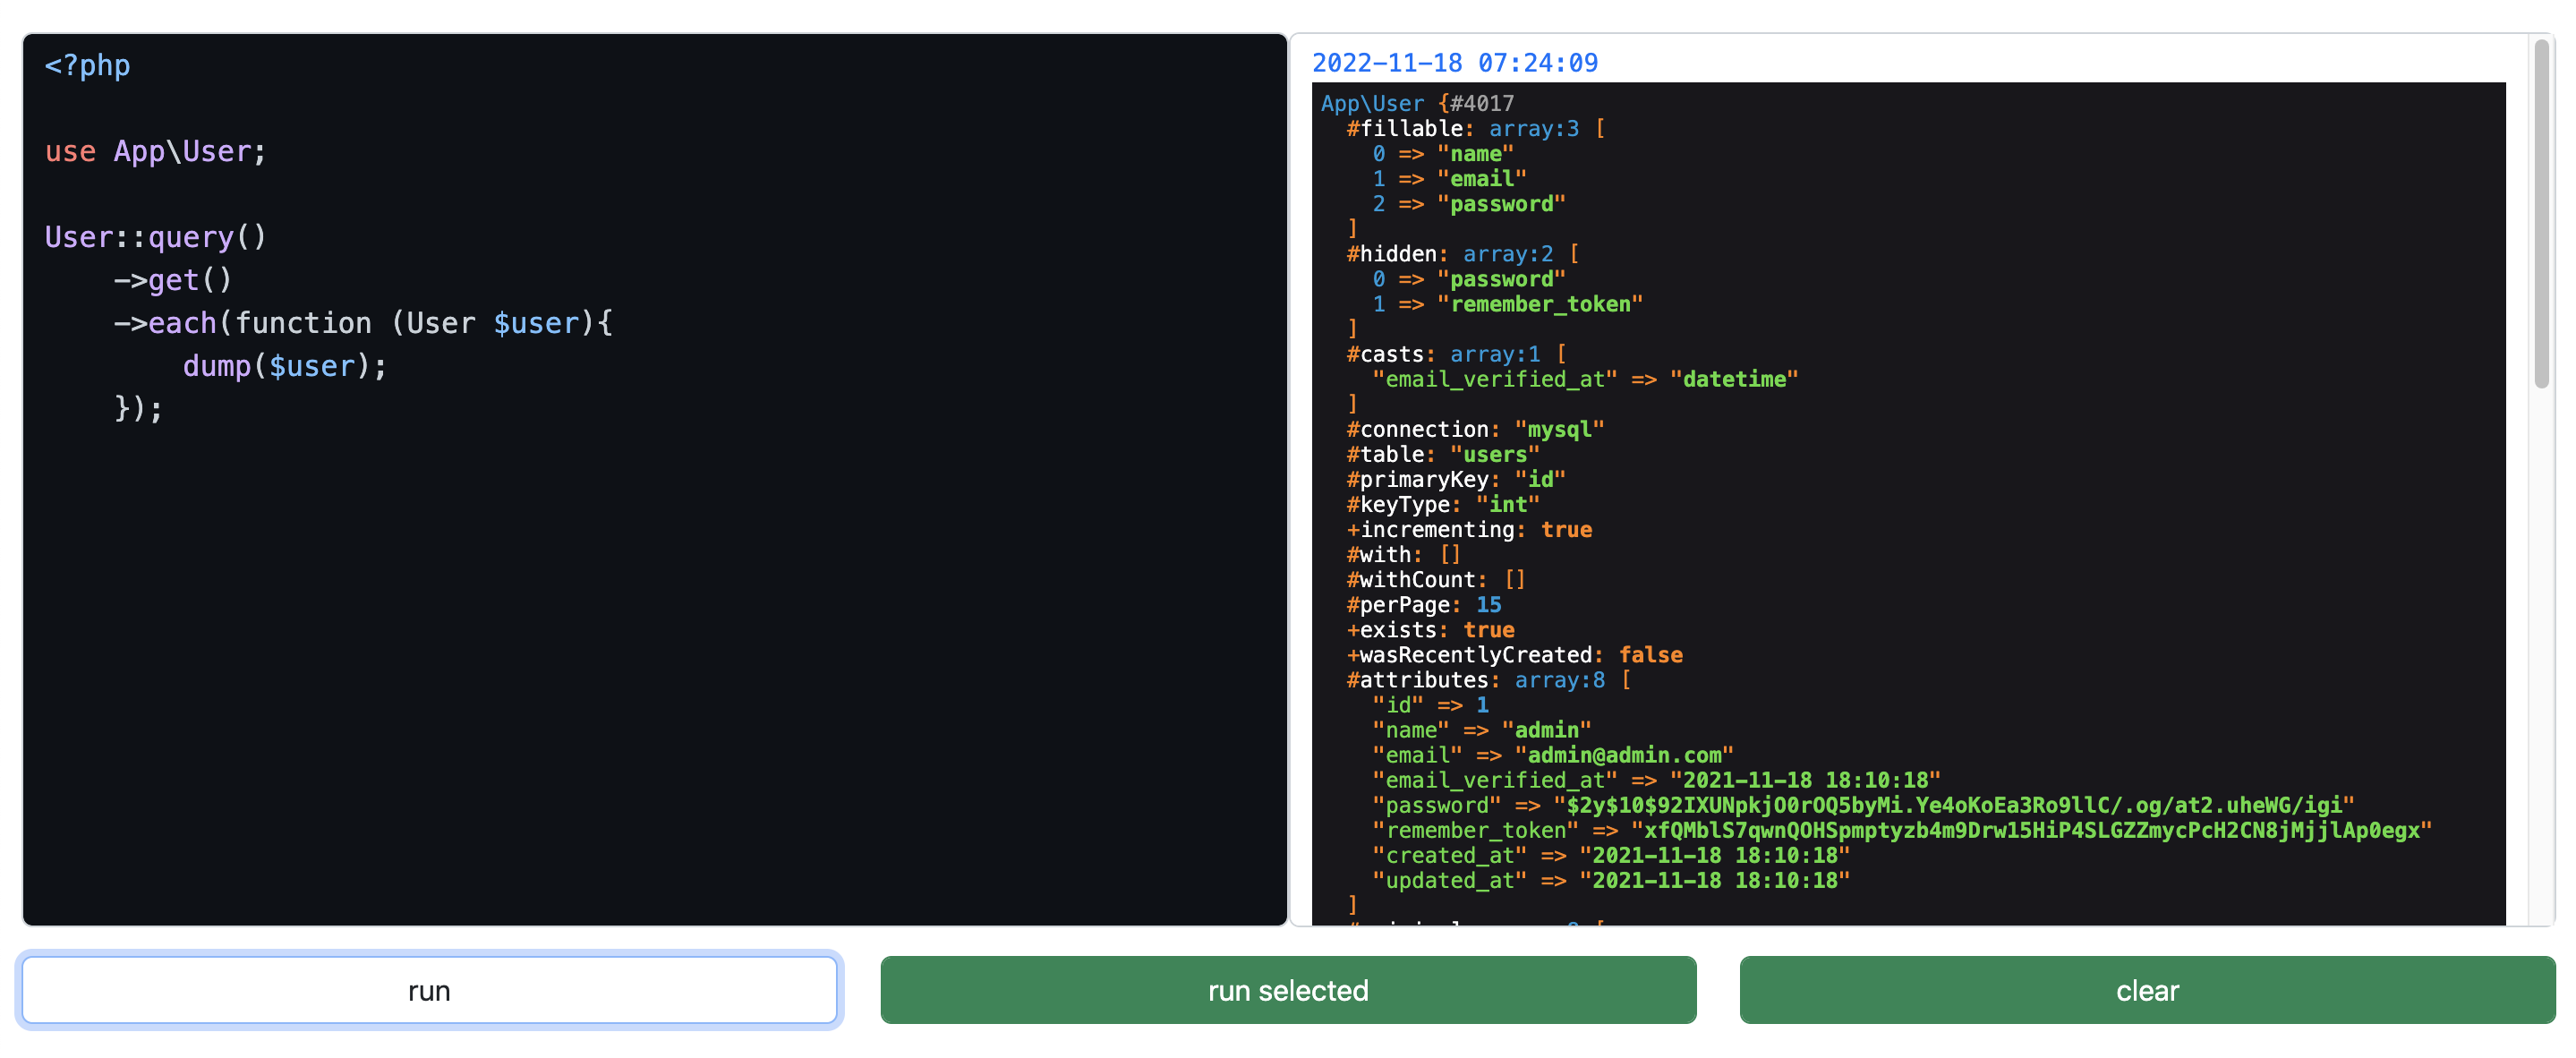 <?php
use App\User;
User::query()
    ->get()
    ->each(function (User $user){
        dump($user);
    });
2022-11-18 07:24:09
App\User {#4017
  #fillable: array:3 [
    0 => "name"
    1 => "email"
    2 => "password"
  ]
  #hidden: array:2 [
    0 => "password"
    1 => "remember_token"
  ]
  #casts: array:1 [
    "email_verified_at" => "datetime"
  ]
  #connection: "mysql"
  #table: "users"
  #primaryKey: "id"
  #keyType: "int"
  +incrementing: true
  #with: []
  #withCount: []
  #perPage: 15
  +exists: true
  +wasRecentlyCreated: false
  #attributes: array:8 [
    "id" => 1
    "name" => "admin"
    "email" => "admin@admin.com"
    "email_verified_at" => "2021-11-18 18:10:18"
    "password" => "$2y$10$92IXUNpkjO0rOQ5byMi.Ye4oKoEa3Ro9llC/.og/at2.uheWG/igi"
    "remember_token" => "xfQMblS7qwnQOHSpmptyzb4m9Drw15HiP4SLGZZmycPcH2CN8jMjjlAp0egx"
    "created_at" => "2021-11-18 18:10:18"
    "updated_at" => "2021-11-18 18:10:18"
  ]
run
run selected
clear